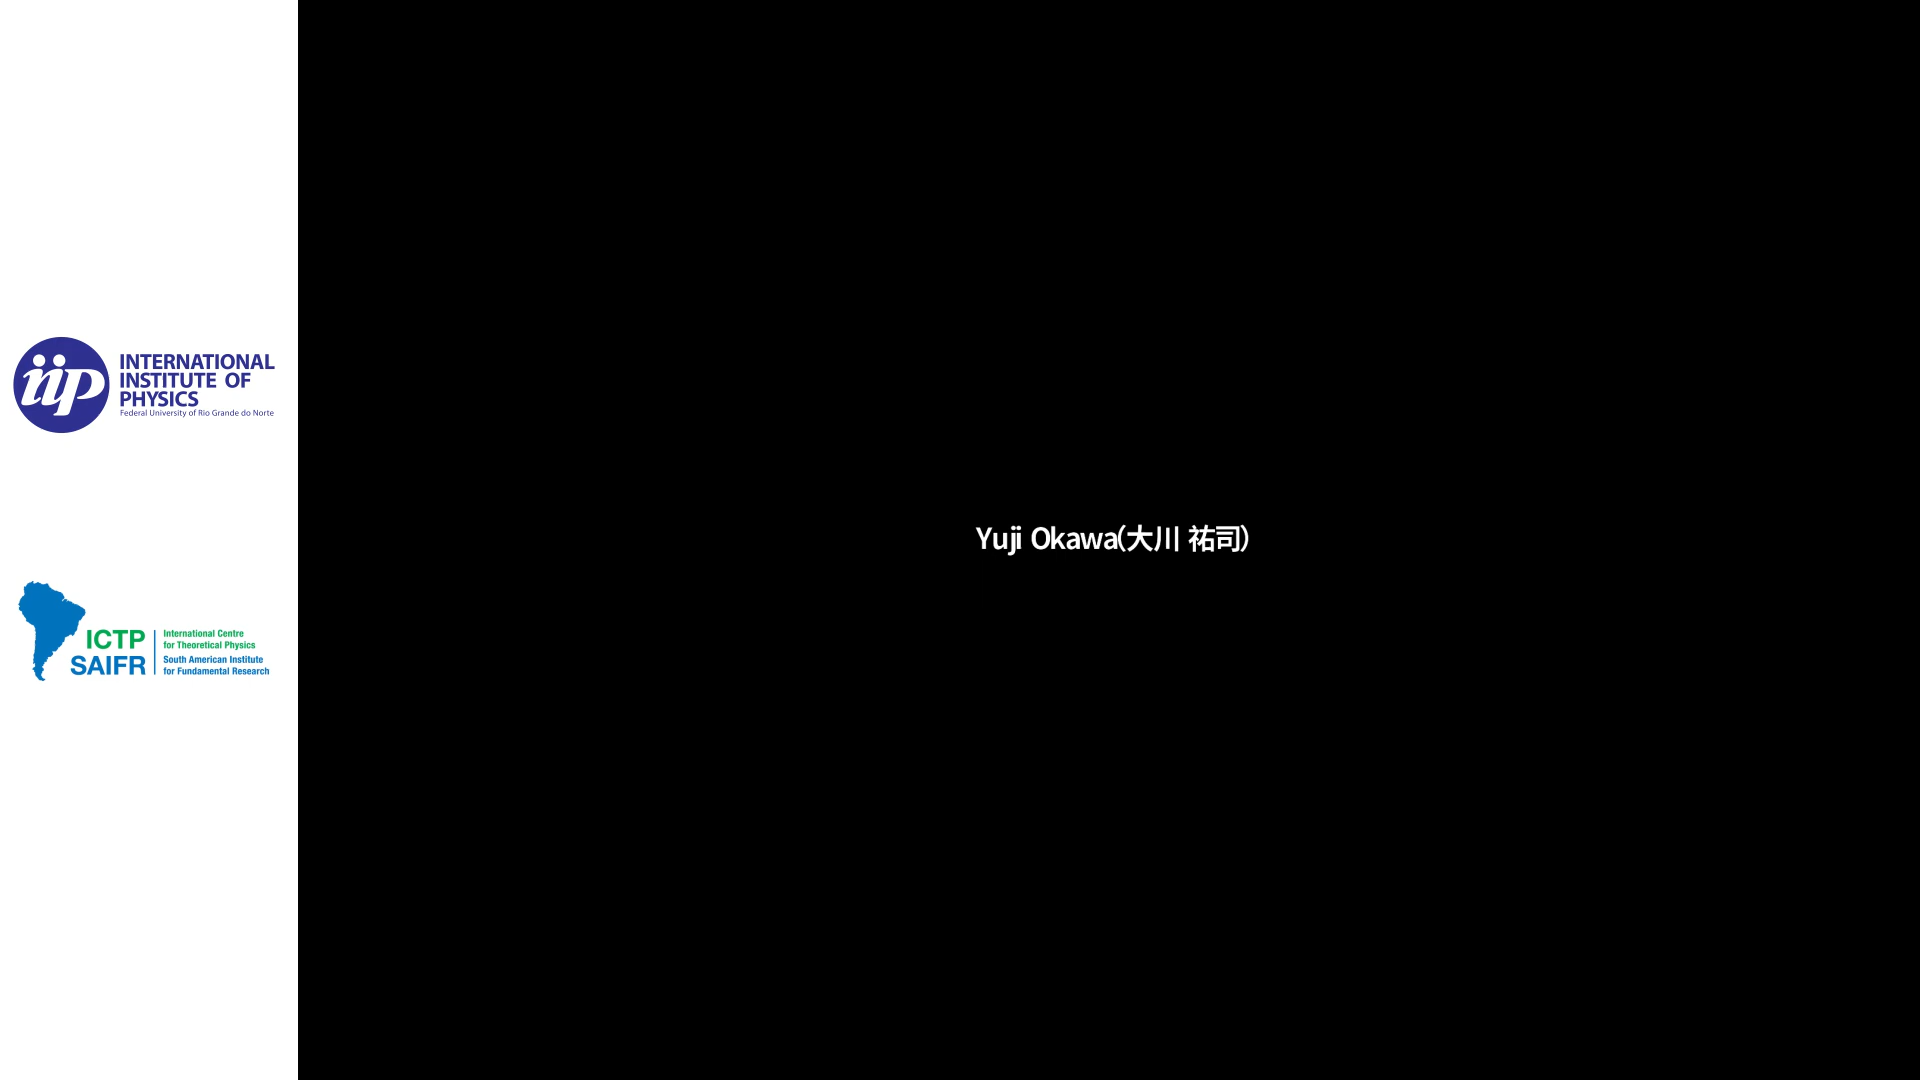 iip
INTERNATIONAL
INSTITUTE OF
PHYSICS
Federal University of Rio Grande do Norte
ICTP
SAIFR
International Centre
for Theoretical Physics
South American Institute
for Fundamental Research
Yuji Okawa(大川 祐司)